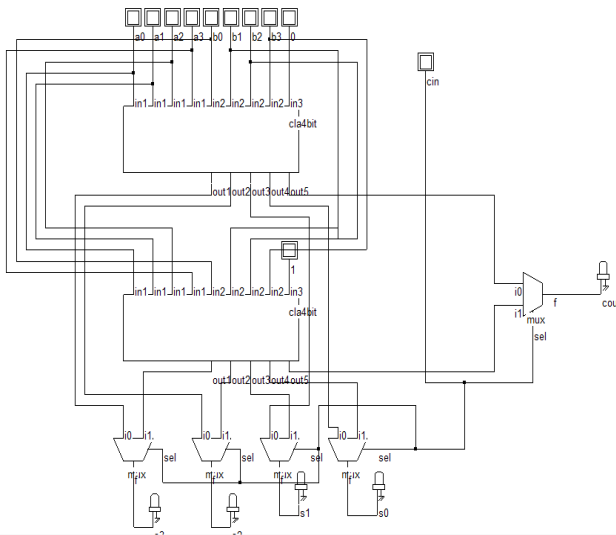 a0 a1 a2 a3 b0 b1 b2 b3 0
cin
in1 in1 in1 in1 in2 in2 in2 in2 in3
cla4bit
out1 out2 out3 out4 out5
1
in1 in1 in1 in1 in2 in2 in2 in2 in3
cla4bit
i0
i1
f
mux
sel
cou
out1 out2 out3 out4 out5
i0 i1. i0 i1. i0 i1. i0 i1.
sel sel sel sel
mux mux mux mux
f f f f
s1 s0